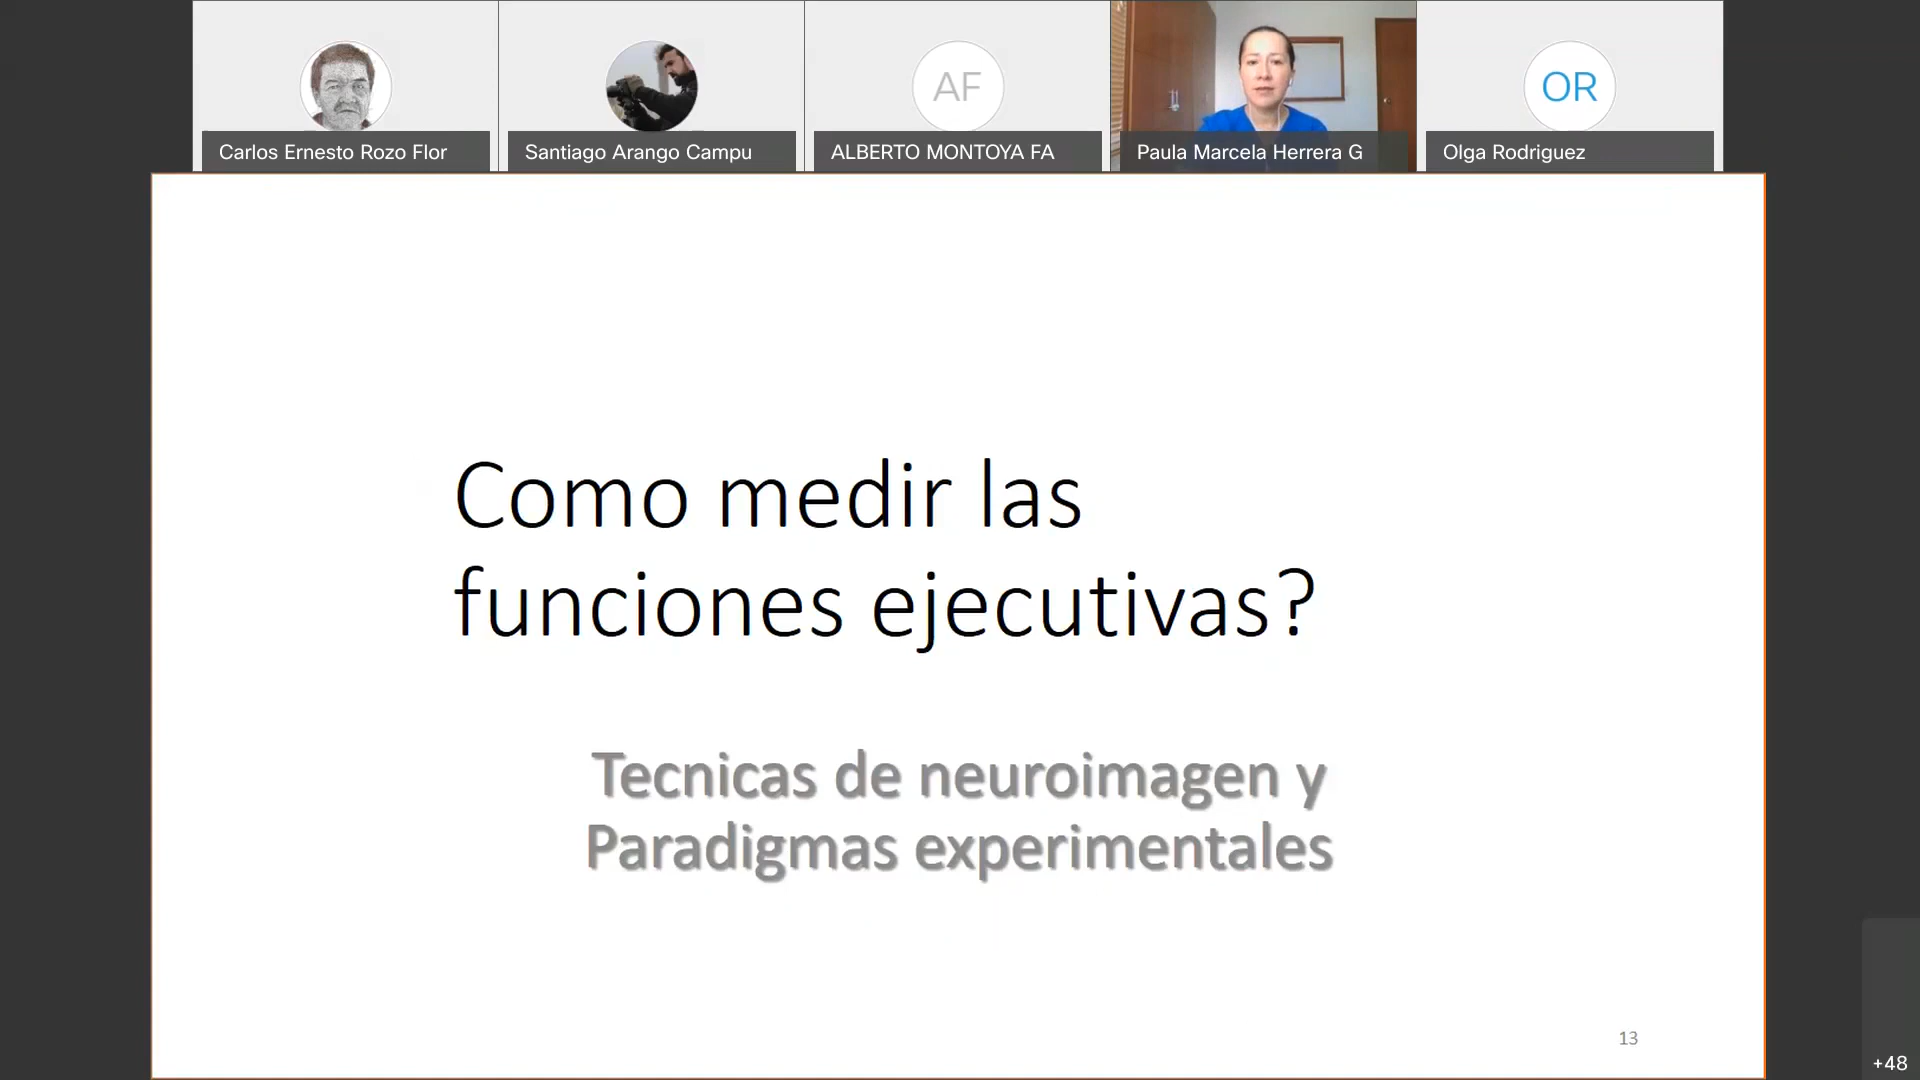 AF
OR
Carlos Ernesto Rozo Flor
Santiago Arango Campu
ALBERTO MONTOYA FA
Paula Marcela Herrera G
Olga Rodriguez
Como medir las
funciones ejecutivas?
Tecnicas de neuroimagen y
Paradigmas experimentales
13
+48